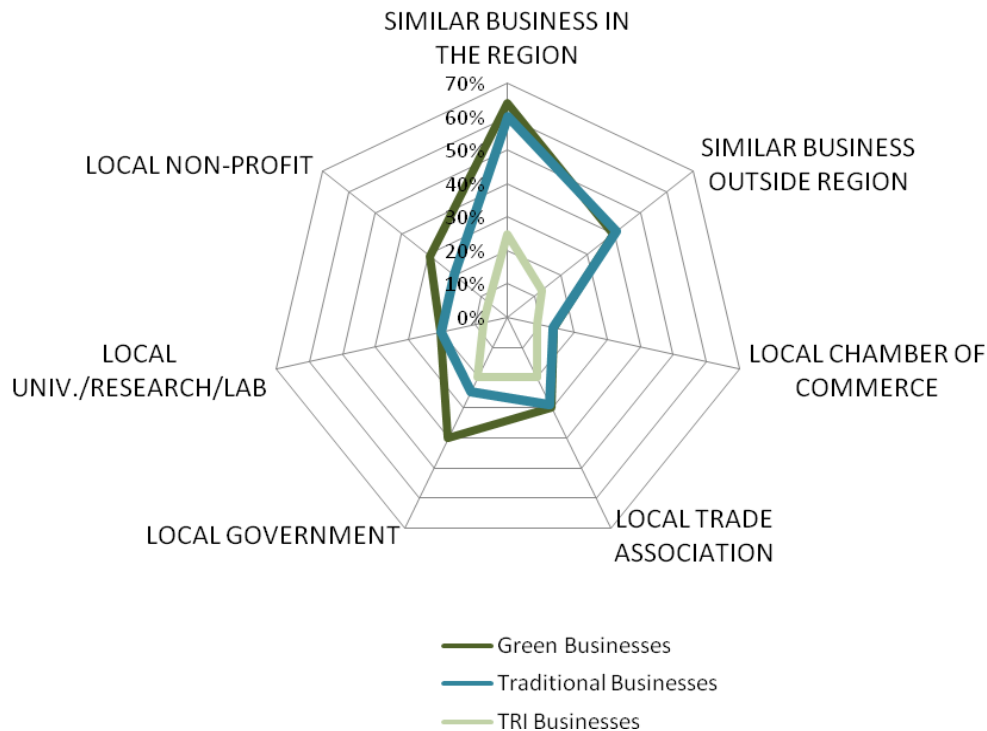 SIMILAR BUSINESS IN
THE REGION
70%
60%
50%
40%
30%
20%
10%
0%
SIMILAR BUSINESS
OUTSIDE REGION
LOCAL CHAMBER OF
COMMERCE
LOCAL TRADE
ASSOCIATION
LOCAL GOVERNMENT
LOCAL
UNIV./RESEARCH/LAB
LOCAL NON-PROFIT
Green Businesses
Traditional Businesses
TRI Businesses